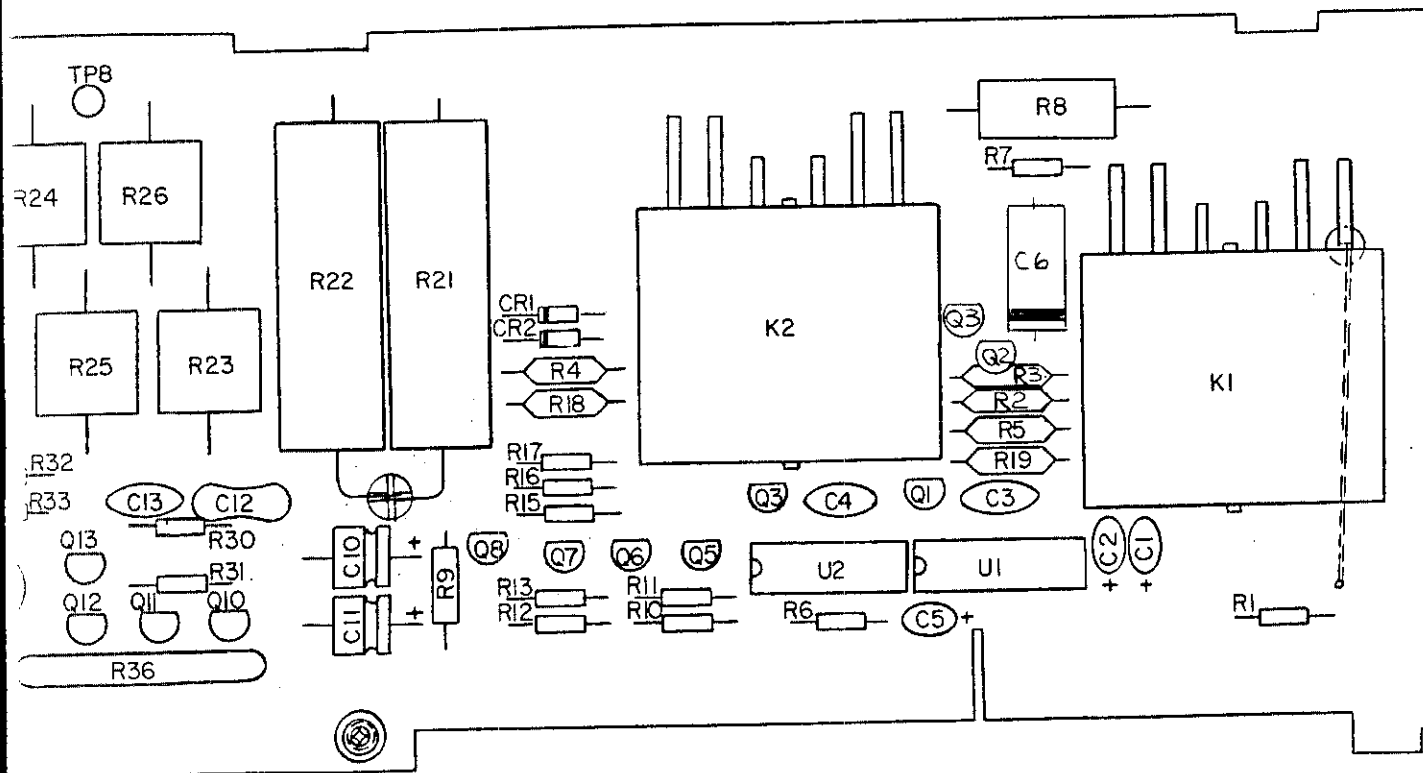 TP8
R8
R7
R24
R26
C6
R22
R21
CR1
K2
Q3
CR2
Q2
R25
R23
R4
R3
K1
R18
R2
R5
R32
R17
R19
R16
R33
C13
C12
R15
Q3
C4
Q1
C3
Q13
R30
C10
+
Q8
Q7
Q6
Q5
U2
U1
C2
C1
R31
R9
R13
R11
+
+
Q12
Q11
Q10
C11
+
R12
R10
R6
C5
+
R1
R36